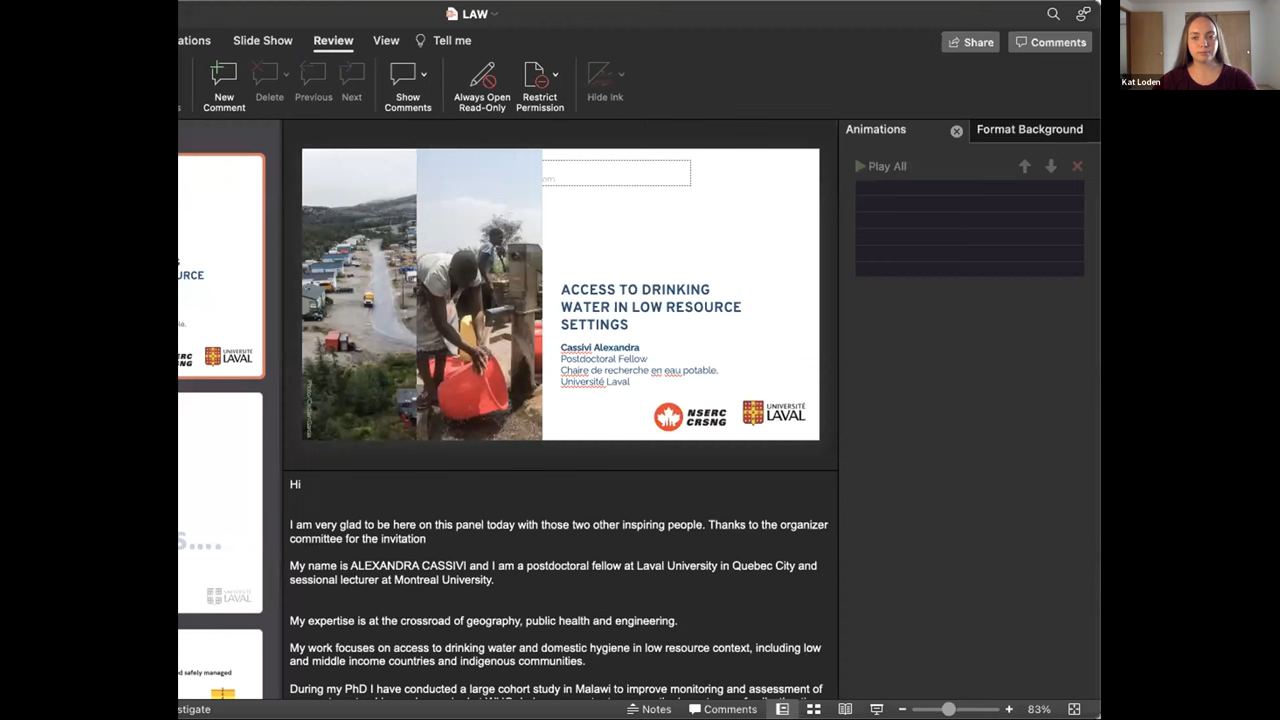 LAW
ations
Slide Show
Review
View
Tell me
Share
Comments
New
Comment
Delete
Previous
Next
Show
Comments
Always Open
Read-Only
Restrict
Permission
Hide Ink
Kat Loden
Animations
Format Background
Play All
om
ACCESS TO DRINKING
WATER IN LOW RESOURCE
SETTINGS
Cassivi Alexandra
Postdoctoral Fellow
Chaire de recherche en eau potable,
Université Laval
NSERC
CRSNG
UNIVERSITÉ
LAVAL
URCE
le.
RC
NG
UNIVERSITÉ
LAVAL
S....
UNIVERSITÉ
LAVAL
d safely managed
Hi
I am very glad to be here on this panel today with those two other inspiring people. Thanks to the organizer
committee for the invitation
My name is ALEXANDRA CASSIVI and I am a postdoctoral fellow at Laval University in Quebec City and
sessional lecturer at Montreal University.
My expertise is at the crossroad of geography, public health and engineering.
My work focuses on access to drinking water and domestic hygiene in low resource context, including low
and middle income countries and indigenous communities.
During my PhD I have conducted a large cohort study in Malawi to improve monitoring and assessment of
stigate
Notes
Comments
83%